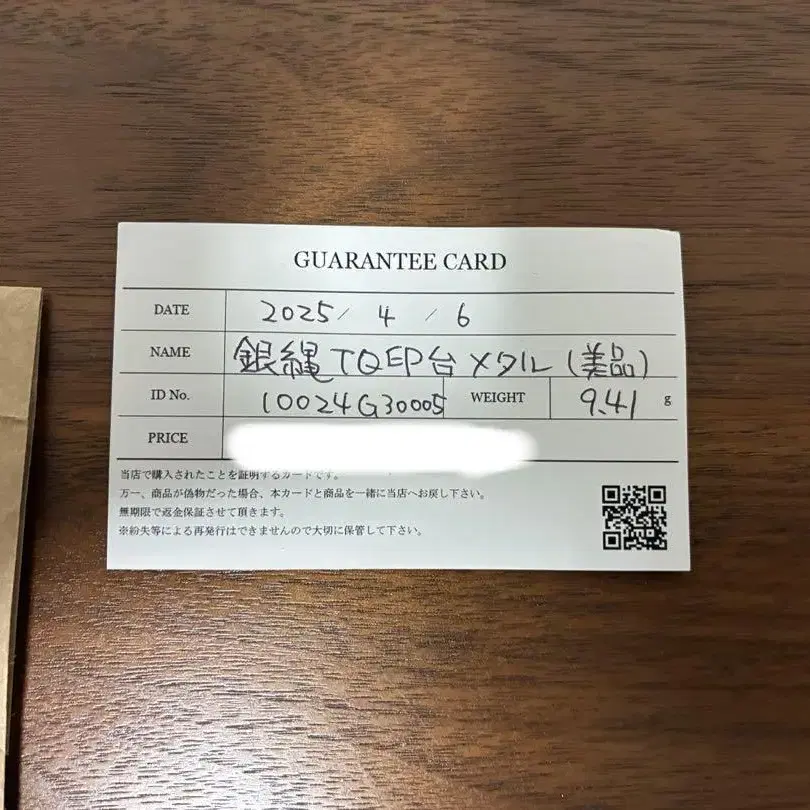 GUARANTEE CARD
DATE 2025/ 4 / 6
NAME 銀縄 TQ印台 メタル (美品)
ID No. 10024G30005 WEIGHT 9.41 g
PRICE
当店で購入されたことを証明するカードです。
万一、商品が偽物だった場合、本カードと商品を一緒に当店へお戻し下さい。
無期限で返金保証させて頂きます。
※紛失等による再発行はできませんので大切に保管して下さい。